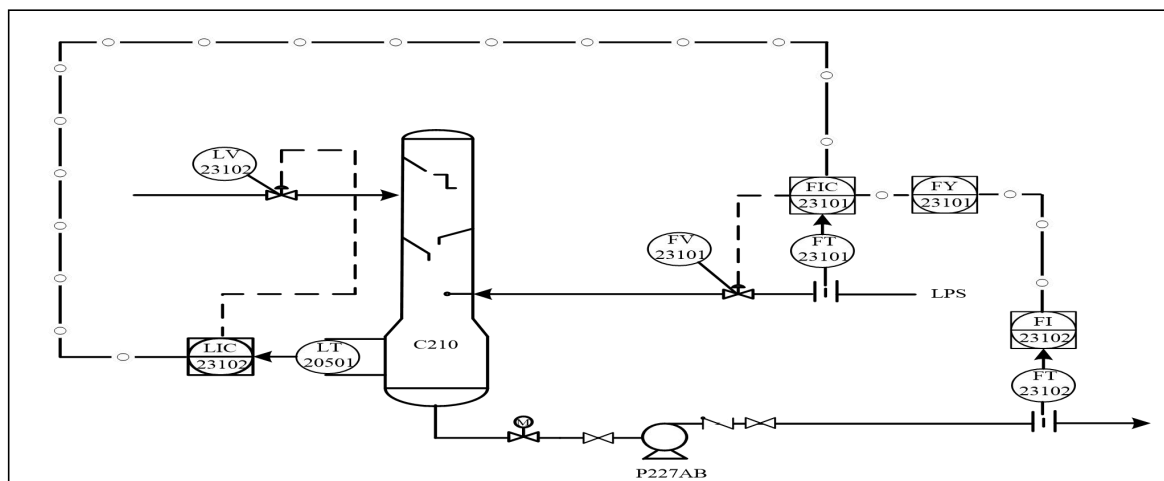 LV
23102
FIC
23101
FY
23101
FT
23101
FV
23101
LPS
FI
23102
LIC
23102
LT
20501
C210
FT
23102
M
P227AB